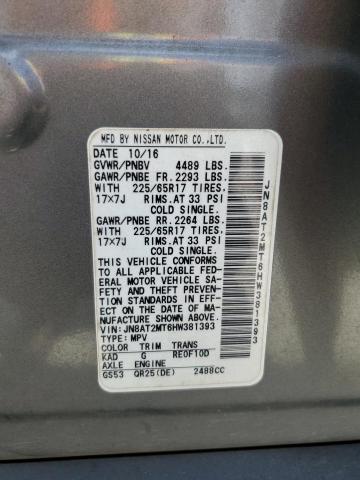 MFD BY NISSAN MOTOR CO.,LTD.
DATE 10/16
GVWR/PNBV 4489 LBS.
GAWR/PNBE FR. 2293 LBS.
WITH 225/65R17 TIRES,
17x7J RIMS.AT 33 PSI
COLD SINGLE.
GAWR/PNBE RR. 2264 LBS.
WITH 225/65R17 TIRES,
17x7J RIMS.AT 33 PSI
COLD SINGLE.
THIS VEHICLE CONFORMS
TO ALL APPLICABLE FED-
ERAL MOTOR VEHICLE SA-
FETY AND THEFT PREVEN-
TION STANDARDS IN EFF-
ECT ON THE DATE OF MA-
NUFACTURE SHOWN ABOVE.
VIN: JN8AT2MT6HW381393
TYPE: MPV
COLOR TRIM TRANS
KAD G RE0F10D
AXLE ENGINE
GS53 QR25(DE) 2488CC
JN8AT2MT6HW381393